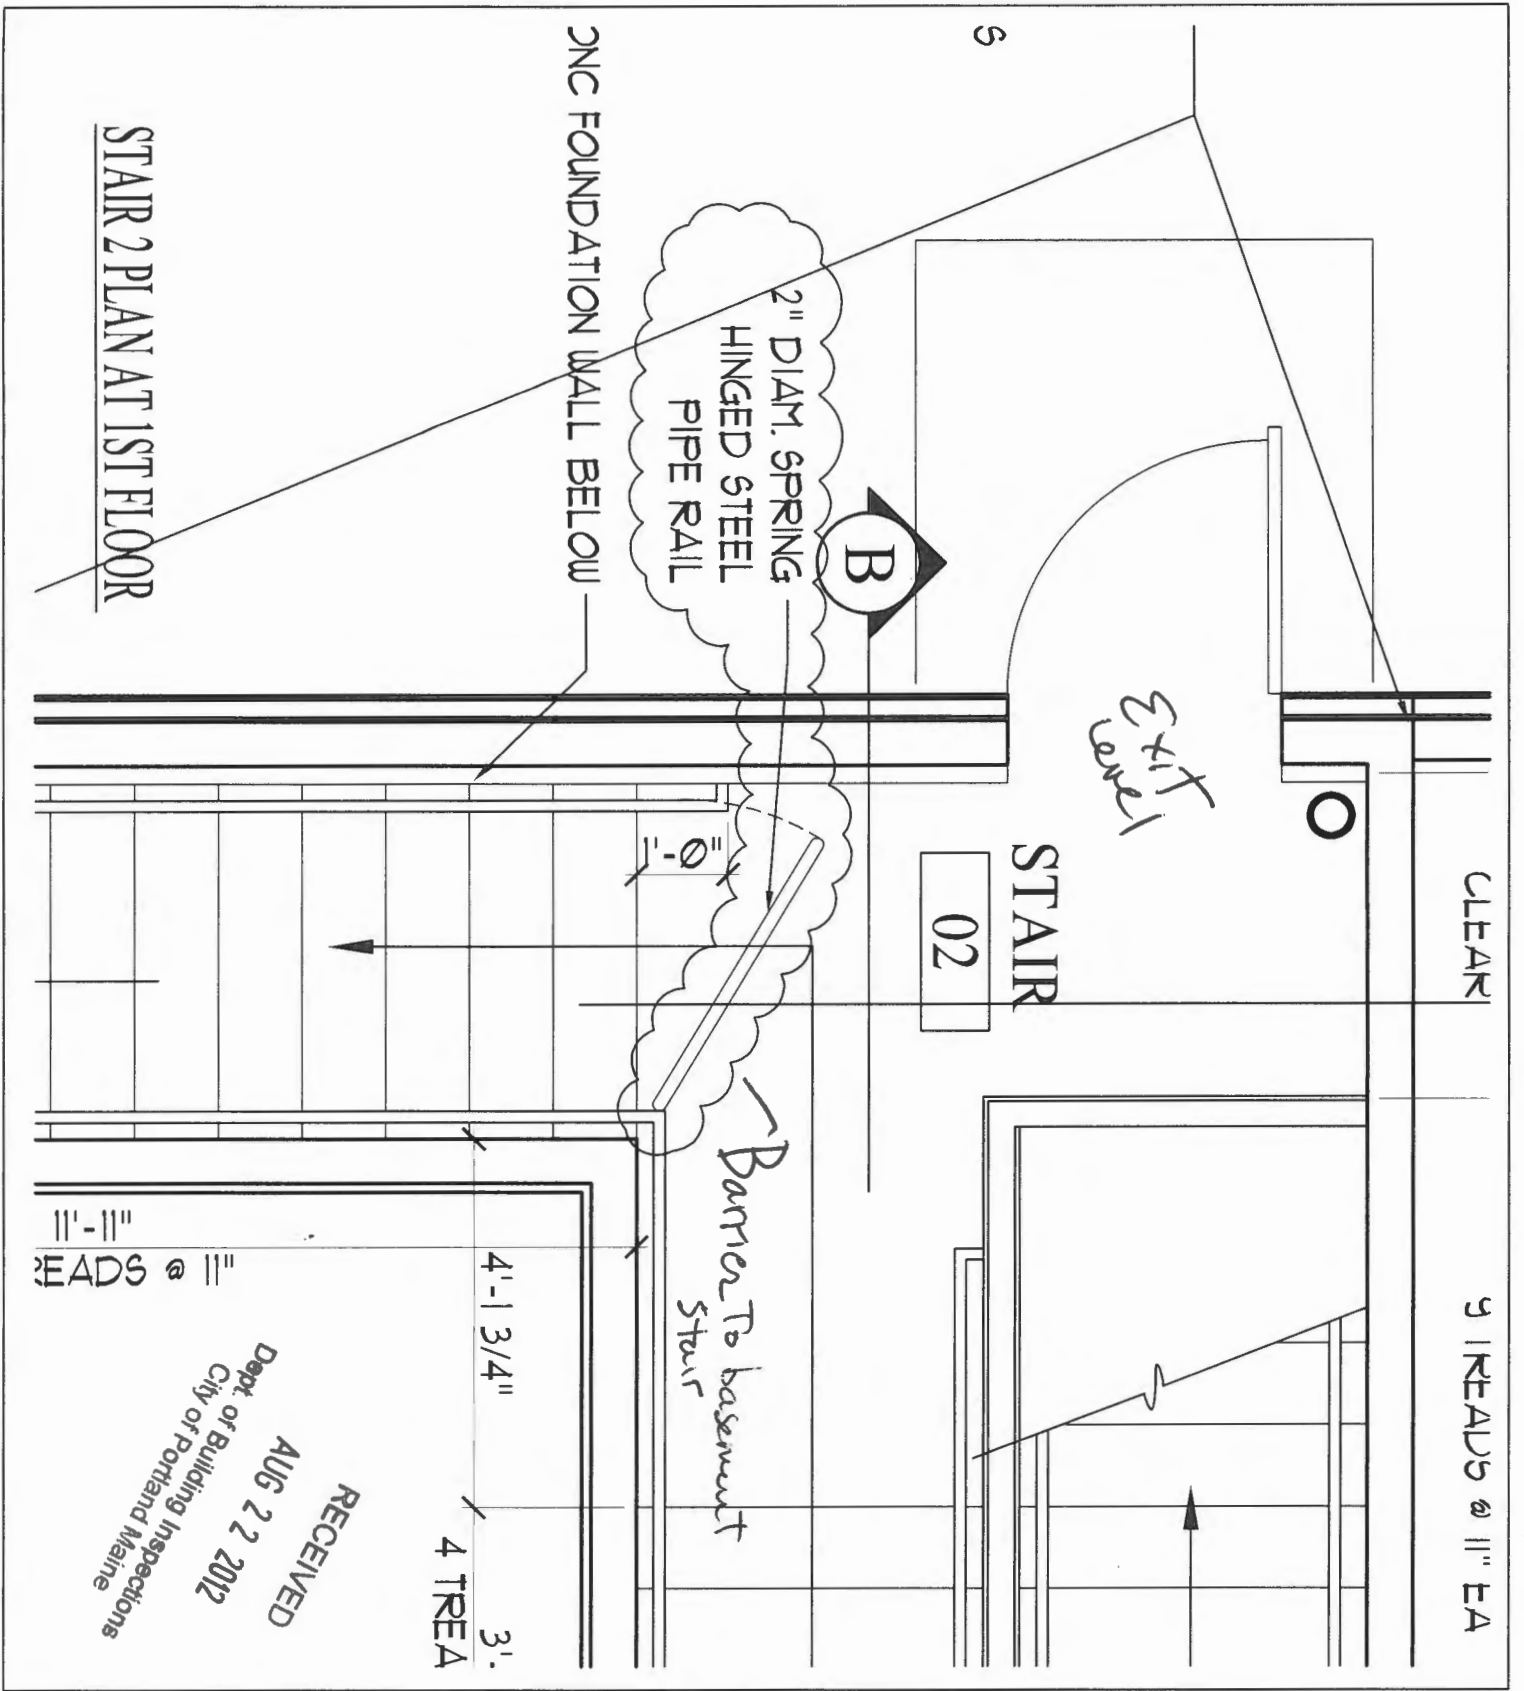 CLEAR
9 TREADS @ 11" EA
S
Exit
Level
STAIR
02
B
2" DIAM. SPRING
HINGED STEEL
PIPE RAIL
1'-0"
Barrier To basement
Stair
ONC FOUNDATION WALL BELOW
4'-1 3/4"
3'-
4 TREA
11'-11"
READS @ 11"
STAIR 2 PLAN AT 1ST FLOOR
RECEIVED
AUG 22 2012
Dept. of Building Inspections
City of Portland Maine